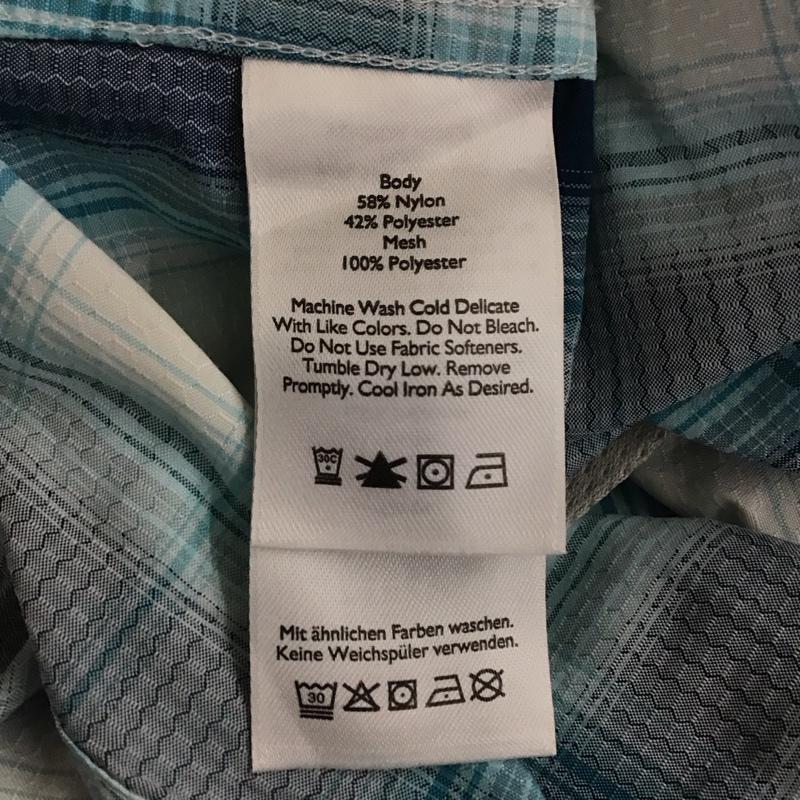 Body
58% Nylon
42% Polyester
Mesh
100% Polyester
Machine Wash Cold Delicate
With Like Colors. Do Not Bleach.
Do Not Use Fabric Softeners.
Tumble Dry Low. Remove
Promptly. Cool Iron As Desired.
30C
Mit ähnlichen Farben waschen.
Keine Weichspüler verwenden.
30